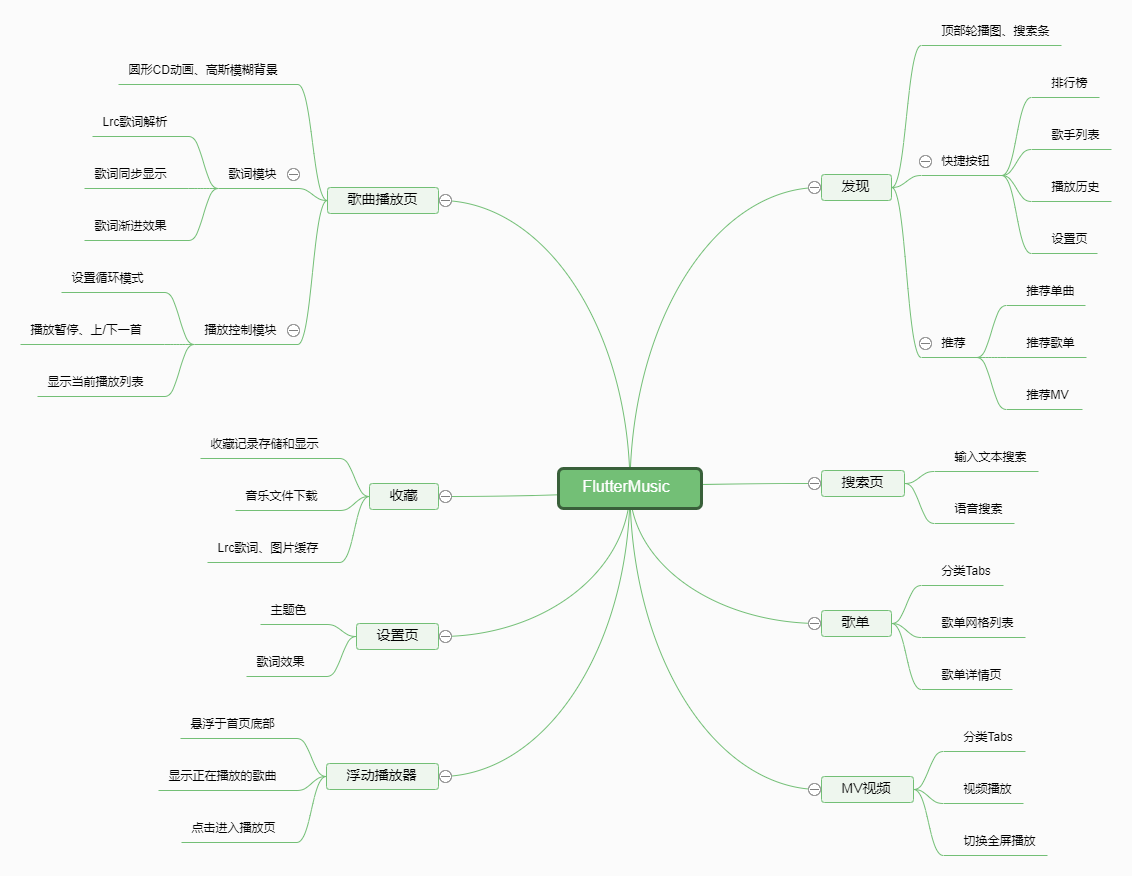 FlutterMusic
发现
顶部轮播图、搜索条
快捷按钮
排行榜
歌手列表
播放历史
设置页
推荐
推荐单曲
推荐歌单
推荐MV
搜索页
输入文本搜索
语音搜索
歌单
分类Tabs
歌单网格列表
歌单详情页
MV视频
分类Tabs
视频播放
切换全屏播放
歌曲播放页
圆形CD动画、高斯模糊背景
歌词模块
Lrc歌词解析
歌词同步显示
歌词渐进效果
播放控制模块
设置循环模式
播放暂停、上/下一首
显示当前播放列表
收藏
收藏记录存储和显示
音乐文件下载
Lrc歌词、图片缓存
设置页
主题色
歌词效果
浮动播放器
悬浮于首页底部
显示正在播放的歌曲
点击进入播放页